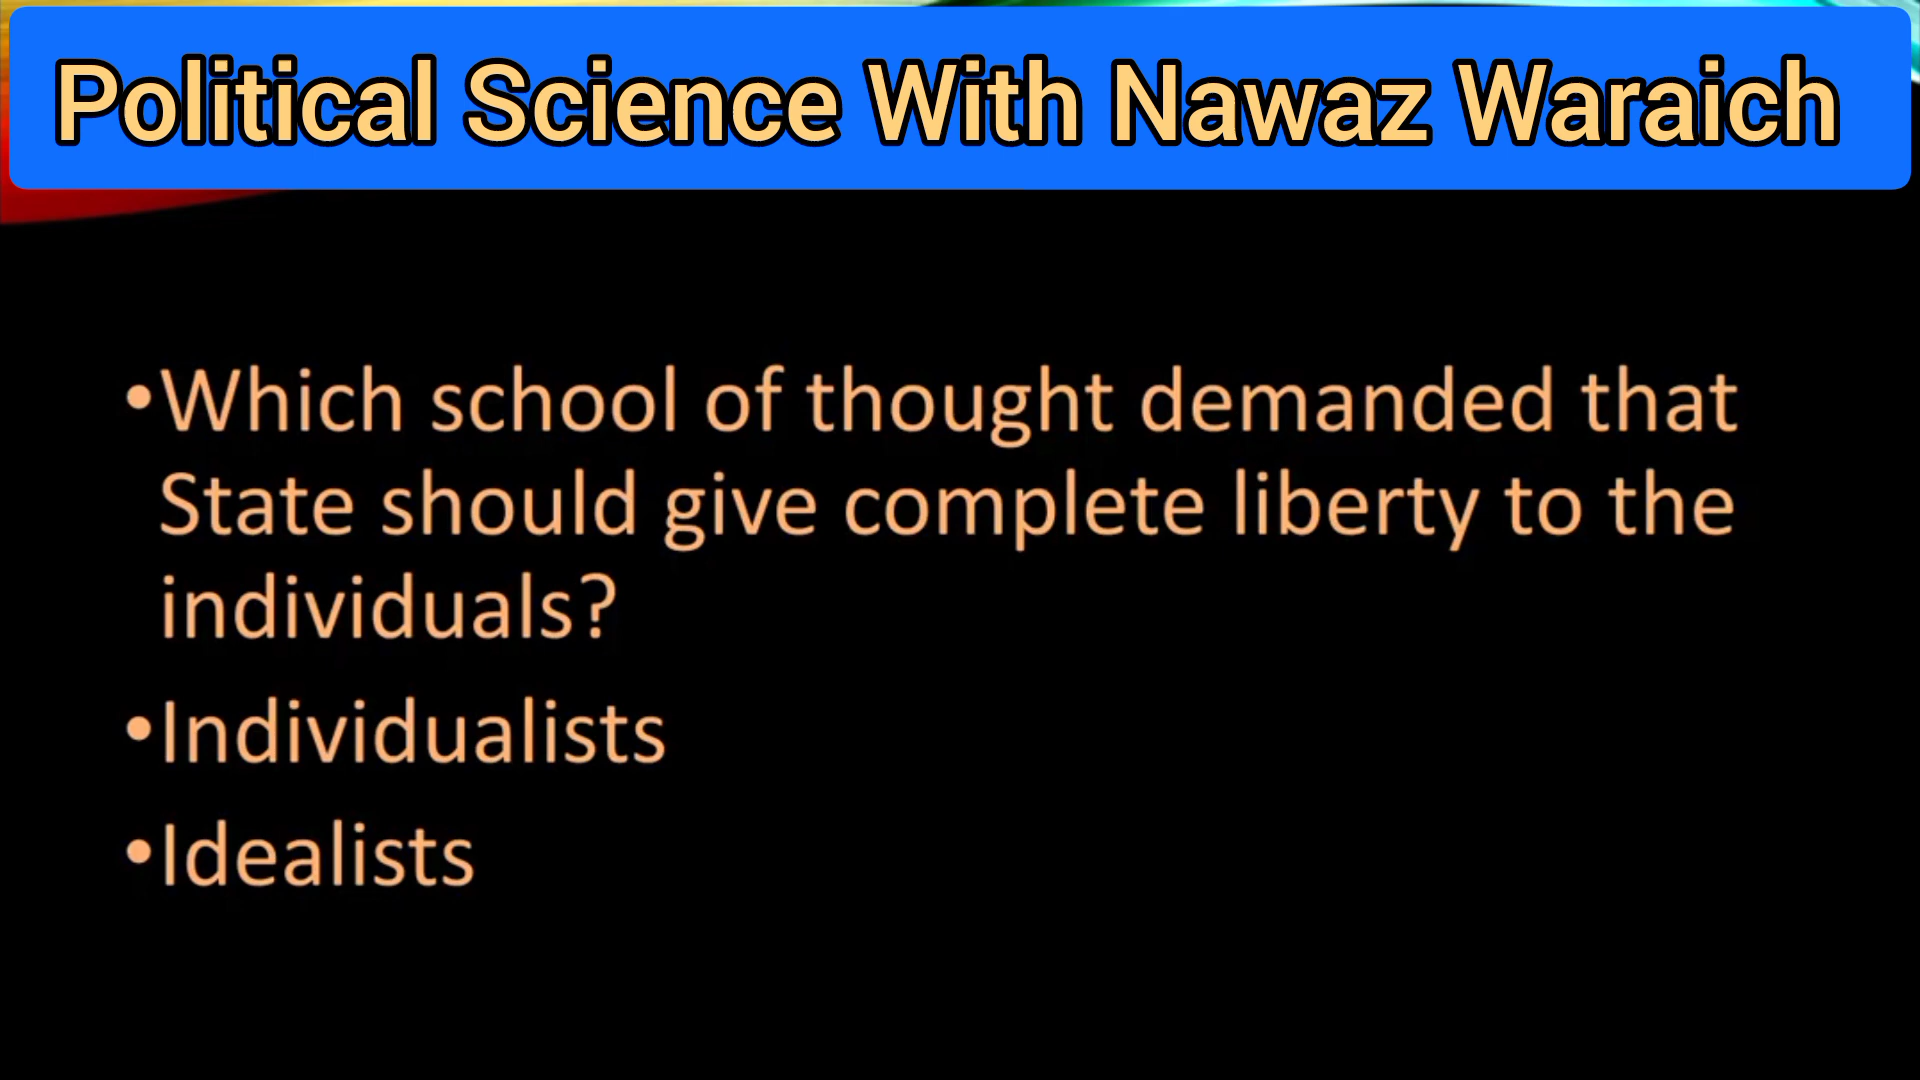 Political Science With Nawaz Waraich
•Which school of thought demanded that
State should give complete liberty to the
individuals?
•Individualists
•Idealists